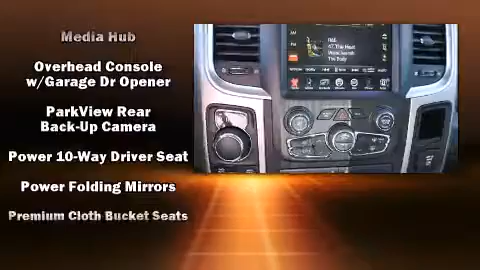 Media Hub
Overhead Console
w/Garage Dr Opener
ParkView Rear
Back-Up Camera
Power 10-Way Driver Seat
Power Folding Mirrors
Premium Cloth Bucket Seats